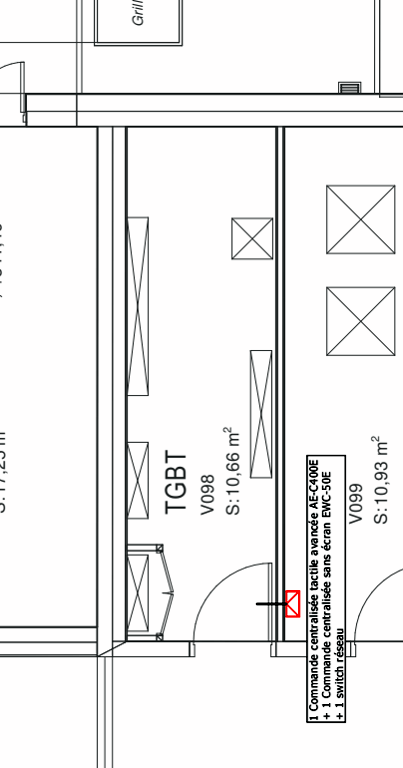 Grill
TGBT
V098
S:10,66 m²
1 Commande centralisée tactile avancée AE-C400E
+ 1 Commande centralisée sans écran EWC-50E
+ 1 switch réseau
V099
S:10,93 m²